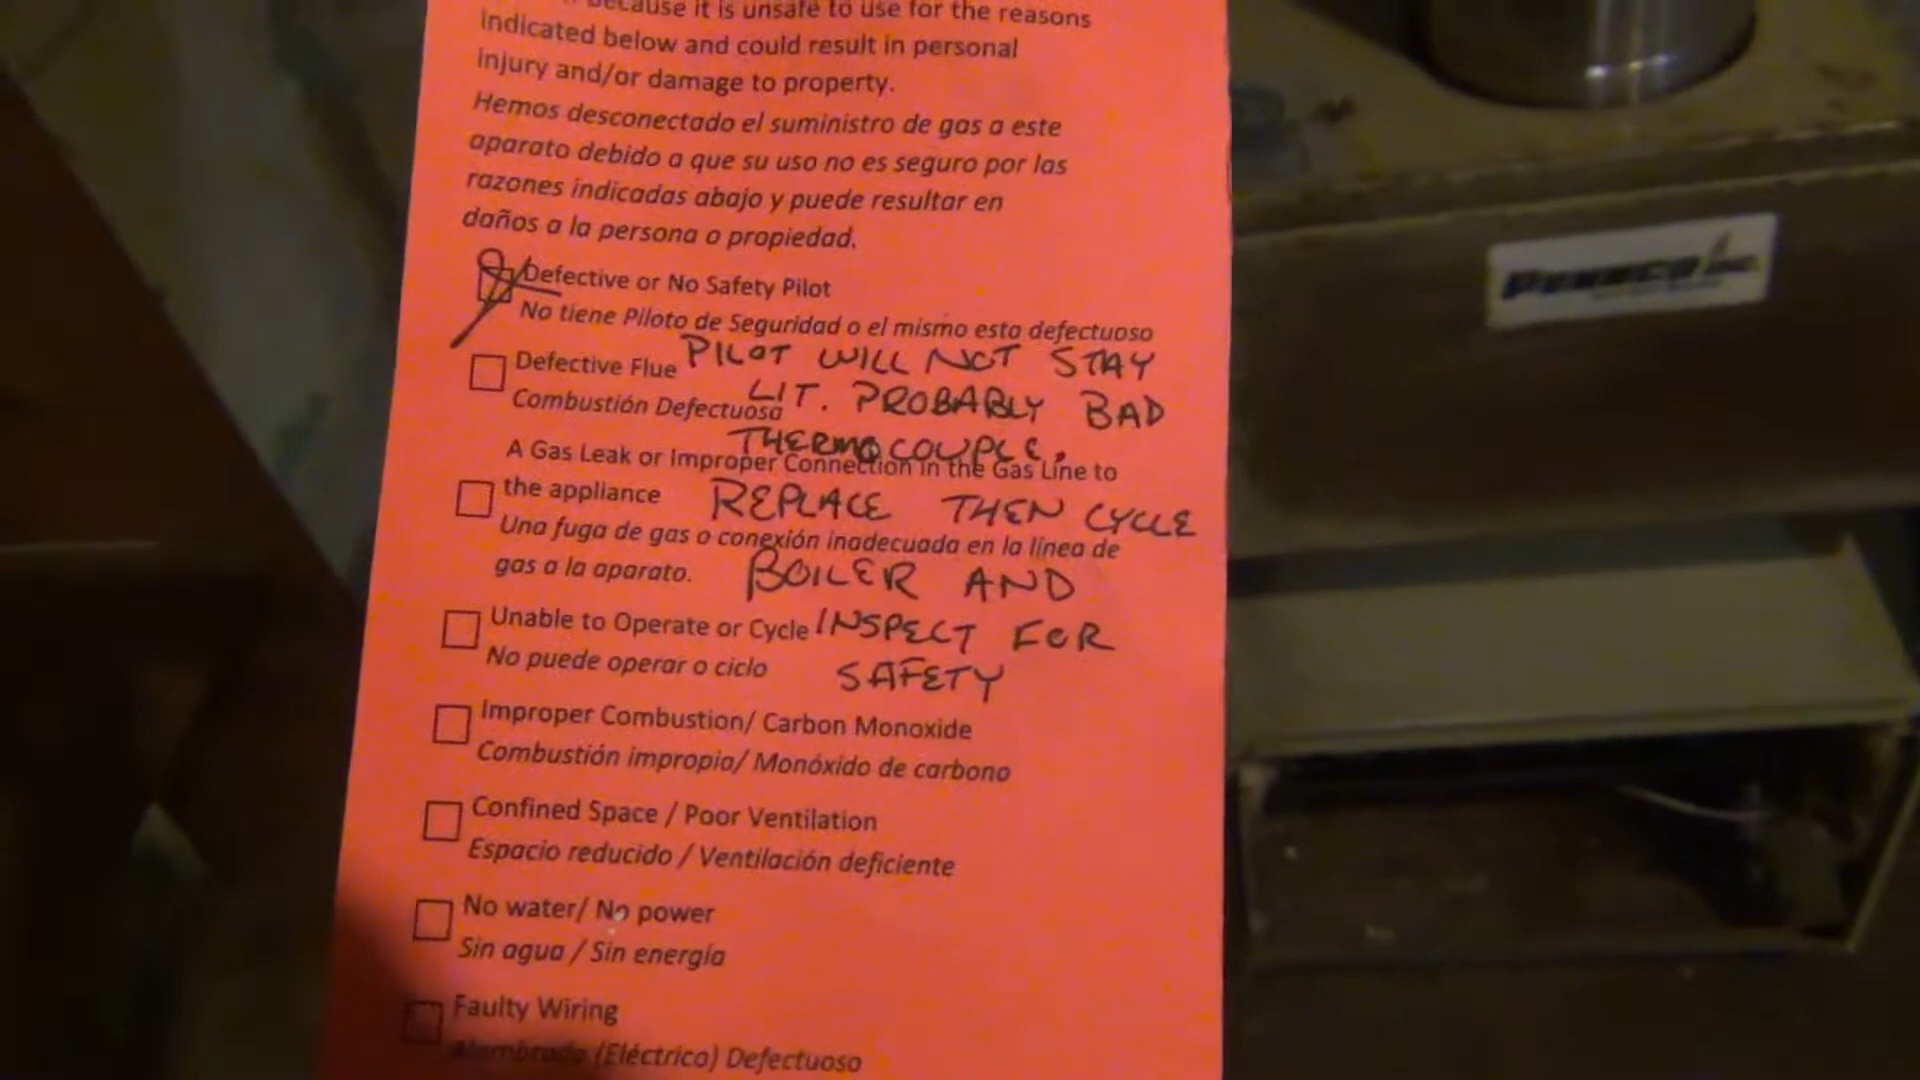 because it is unsafe to use for the reasons
indicated below and could result in personal
injury and/or damage to property.
Hemos desconectado el suministro de gas a este
aparato debido a que su uso no es seguro por las
razones indicadas abajo y puede resultar en
daños a la persona o propiedad.
Defective or No Safety Pilot
No tiene Piloto de Seguridad o el mismo esta defectuoso
Defective Flue PILOT WILL NOT STAY
Combustión Defectuosa LIT. PROBABLY BAD
THERMOCOUPLE.
A Gas Leak or Improper Connection in the Gas Line to
the appliance REPLACE THEN CYCLE
Una fuga de gas o conexión inadecuada en la línea de
gas a la aparato. BOILER AND
Unable to Operate or Cycle INSPECT FOR
No puede operar o ciclo SAFETY
Improper Combustion/ Carbon Monoxide
Combustión impropia/ Monóxido de carbono
Confined Space / Poor Ventilation
Espacio reducido / Ventilación deficiente
No water/ No power
Sin agua / Sin energía
Faulty Wiring
Alambrado (Eléctrico) Defectuoso